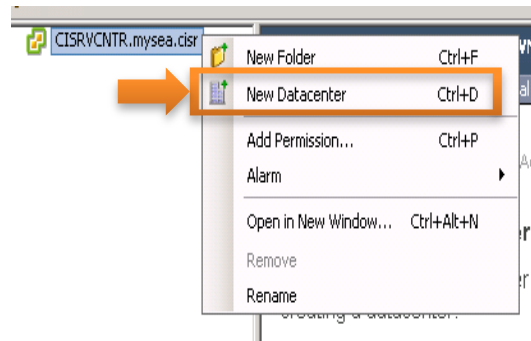 CISRVCNTR.mysea.cisr
New Folder Ctrl+F
New Datacenter Ctrl+D
Add Permission... Ctrl+P
Alarm
Open in New Window... Ctrl+Alt+N
Remove
Rename
creating a datacenter.